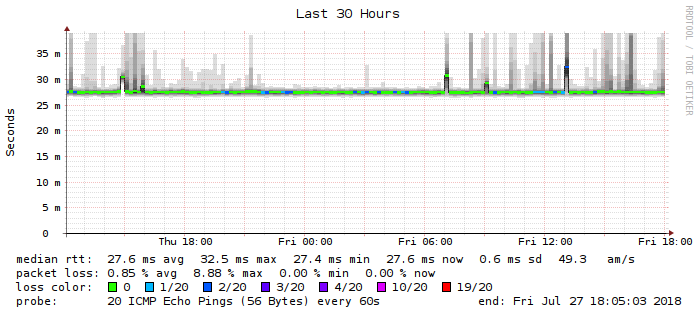 Last 30 Hours
RRDTOOL / TOBI OETIKER
Seconds
35 m
30 m
25 m
20 m
15 m
10 m
5 m
0
Thu 18:00 Fri 00:00 Fri 06:00 Fri 12:00 Fri 18:00
median rtt: 27.6 ms avg 32.5 ms max 27.4 ms min 27.6 ms now 0.6 ms sd 49.3 am/s
packet loss: 0.85 % avg 8.88 % max 0.00 % min 0.00 % now
loss color: 0 1/20 2/20 3/20 4/20 10/20 19/20
probe: 20 ICMP Echo Pings (56 Bytes) every 60s end: Fri Jul 27 18:05:03 2018